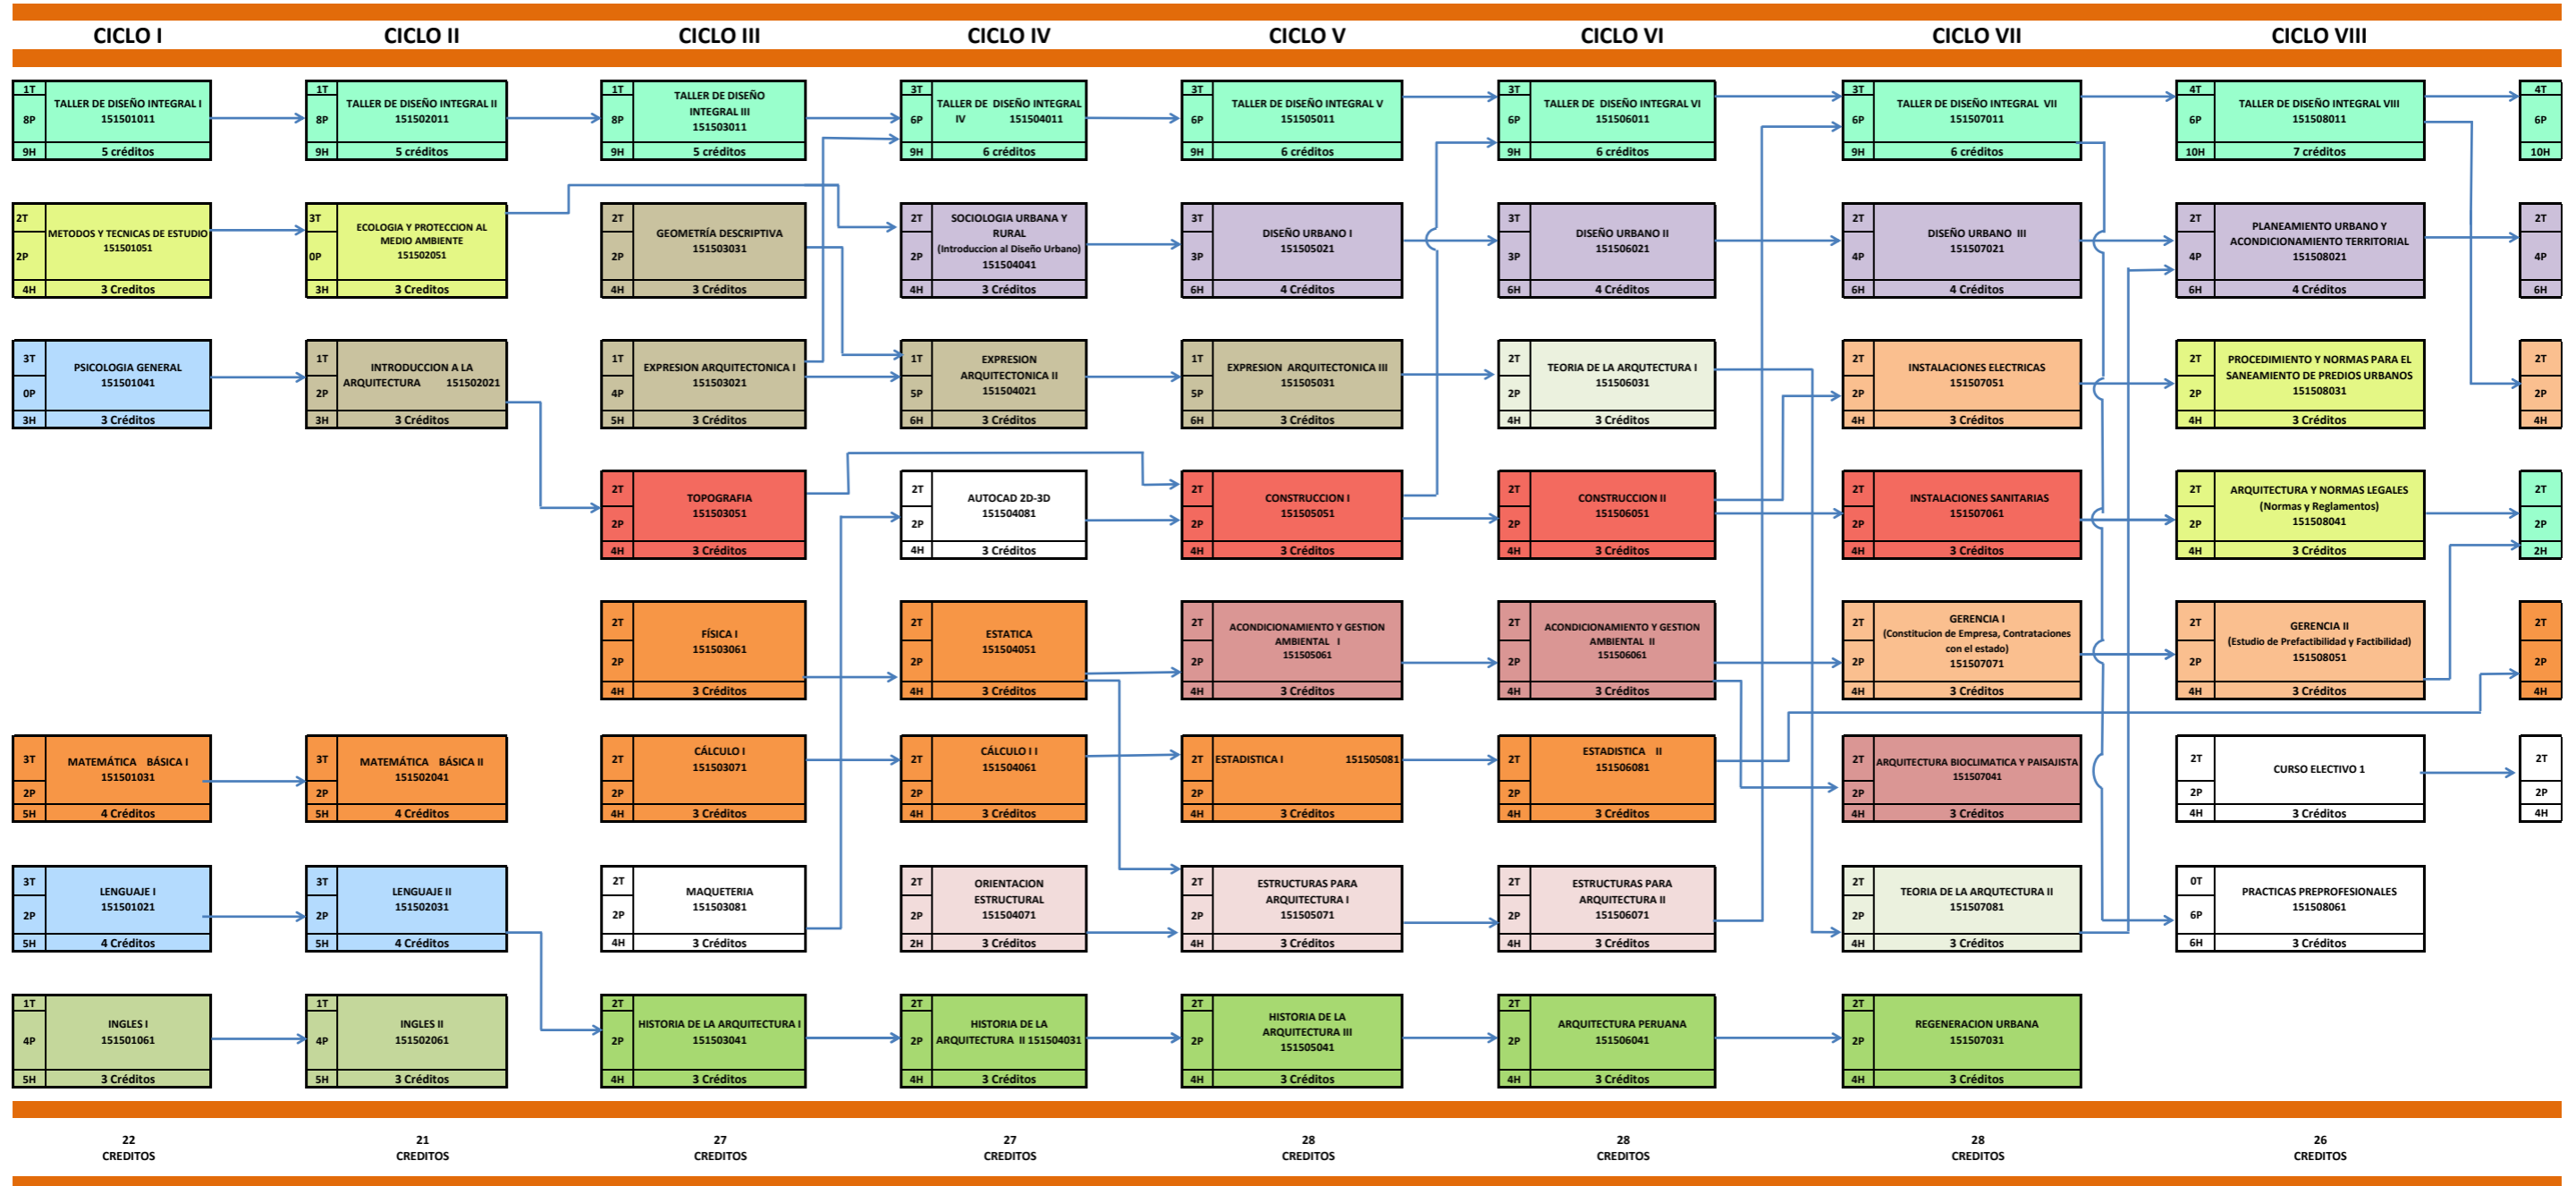 CICLO I
CICLO II
CICLO III
CICLO IV
CICLO V
CICLO VI
CICLO VII
CICLO VIII
1T
TALLER DE DISEÑO INTEGRAL I
151501011
8P
9H
5 créditos
1T
TALLER DE DISEÑO INTEGRAL II
151502011
8P
9H
5 créditos
1T
TALLER DE DISEÑO
INTEGRAL III
151503011
8P
9H
5 créditos
3T
TALLER DE DISEÑO INTEGRAL
IV 151504011
6P
9H
6 créditos
3T
TALLER DE DISEÑO INTEGRAL V
151505011
6P
9H
6 créditos
3T
TALLER DE DISEÑO INTEGRAL VI
151506011
6P
9H
6 créditos
3T
TALLER DE DISEÑO INTEGRAL VII
151507011
6P
9H
6 créditos
4T
TALLER DE DISEÑO INTEGRAL VIII
151508011
6P
10H
7 créditos
4T
6P
10H
2T
METODOS Y TECNICAS DE ESTUDIO
151501051
2P
4H
3 Creditos
3T
ECOLOGIA Y PROTECCION AL
MEDIO AMBIENTE
151502051
0P
3H
3 Creditos
2T
GEOMETRÍA DESCRIPTIVA
151503031
2P
4H
3 Créditos
2T
SOCIOLOGIA URBANA Y
RURAL
(Introduccion al Diseño Urbano)
151504041
2P
4H
3 Créditos
3T
DISEÑO URBANO I
151505021
3P
6H
4 Créditos
3T
DISEÑO URBANO II
151506021
3P
6H
4 Créditos
2T
DISEÑO URBANO III
151507021
4P
6H
4 Créditos
2T
PLANEAMIENTO URBANO Y
ACONDICIONAMIENTO TERRITORIAL
151508021
4P
6H
4 Créditos
2T
4P
6H
3T
PSICOLOGIA GENERAL
151501041
0P
3H
3 Créditos
1T
INTRODUCCION A LA
ARQUITECTURA 151502021
2P
3H
3 Créditos
1T
EXPRESION ARQUITECTONICA I
151503021
4P
5H
3 Créditos
1T
EXPRESION
ARQUITECTONICA II
151504021
5P
6H
3 Créditos
1T
EXPRESION ARQUITECTONICA III
151505031
5P
6H
3 Créditos
2T
TEORIA DE LA ARQUTECTURA I
151506031
2P
4H
3 Créditos
2T
INSTALACIONES ELECTRICAS
151507051
2P
4H
3 Créditos
2T
PROCEDIMIENTO Y NORMAS PARA EL
SANEAMIENTO DE PREDIOS URBANOS
151508031
2P
4H
3 Créditos
2T
2P
4H
2T
TOPOGRAFIA
151503051
2P
4H
3 Créditos
2T
AUTOCAD 2D-3D
151504081
2P
4H
3 Créditos
2T
CONSTRUCCION I
151505051
2P
4H
3 Créditos
2T
CONSTRUCCION II
151506051
2P
4H
3 Créditos
2T
INSTALACIONES SANITARIAS
151507061
2P
4H
3 Créditos
2T
ARQUITECTURA Y NORMAS LEGALES
(Normas y Reglamentos)
151508041
2P
4H
3 Créditos
2T
2P
2H
2T
FÍSICA I
151503061
2P
4H
3 Créditos
2T
ESTATICA
151504051
2P
4H
3 Créditos
2T
ACONDICIONAMIENTO Y GESTION
AMBIENTAL I
151505061
2P
4H
3 Créditos
2T
ACONDICIONAMIENTO Y GESTION
AMBIENTAL II
151506061
2P
4H
3 Créditos
2T
GERENCIA I
(Constitucion de Empresa, Contrataciones
con el estado)
151507071
2P
4H
3 Créditos
2T
GERENCIA II
(Estudio de Prefactibilidad y Factibilidad)
151508051
2P
4H
3 Créditos
2T
2P
4H
3T
MATEMÁTICA BÁSICA I
151501031
2P
5H
4 Créditos
3T
MATEMÁTICA BÁSICA II
151502041
2P
5H
4 Créditos
2T
CÁLCULO I
151503071
2P
4H
3 Créditos
2T
CÁLCULO I I
151504061
2P
4H
3 Créditos
2T
ESTADISTICA I 151505081
2P
4H
3 Créditos
2T
ESTADISTICA II
151506081
2P
4H
3 Créditos
2T
ARQUITECTURA BIOCLIMATICA Y PAISAJISTA
151507041
2P
4H
3 Créditos
2T
CURSO ELECTIVO 1
2P
4H
3 Créditos
2T
2P
4H
3T
LENGUAJE I
151501021
2P
5H
4 Créditos
3T
LENGUAJE II
151502031
2P
5H
4 Créditos
2T
MAQUETERIA
151503081
2P
4H
3 Créditos
2T
ORIENTACION
ESTRUCTURAL
151504071
2P
2H
3 Créditos
2T
ESTRUCTURAS PARA
ARQUITECTURA I
151505071
2P
4H
3 Créditos
2T
ESTRUCTURAS PARA
ARQUITECTURA II
151506071
2P
4H
3 Créditos
2T
TEORIA DE LA ARQUTECTURA II
151507081
2P
4H
3 Créditos
0T
PRACTICAS PREPROFESIONALES
151508061
6P
6H
3 Créditos
1T
INGLES I
151501061
4P
5H
3 Créditos
1T
INGLES II
151502061
4P
5H
3 Créditos
2T
HISTORIA DE LA ARQUITECTURA I
151503041
2P
4H
3 Créditos
2T
HISTORIA DE LA
ARQUITECTURA II 151504031
2P
4H
3 Créditos
2T
HISTORIA DE LA
ARQUITECTURA III
151505041
2P
4H
3 Créditos
2T
ARQUITECTURA PERUANA
151506041
2P
4H
3 Créditos
2T
REGENERACION URBANA
151507031
2P
4H
3 Créditos
22
CREDITOS
21
CREDITOS
27
CREDITOS
27
CREDITOS
28
CREDITOS
28
CREDITOS
28
CREDITOS
26
CREDITOS